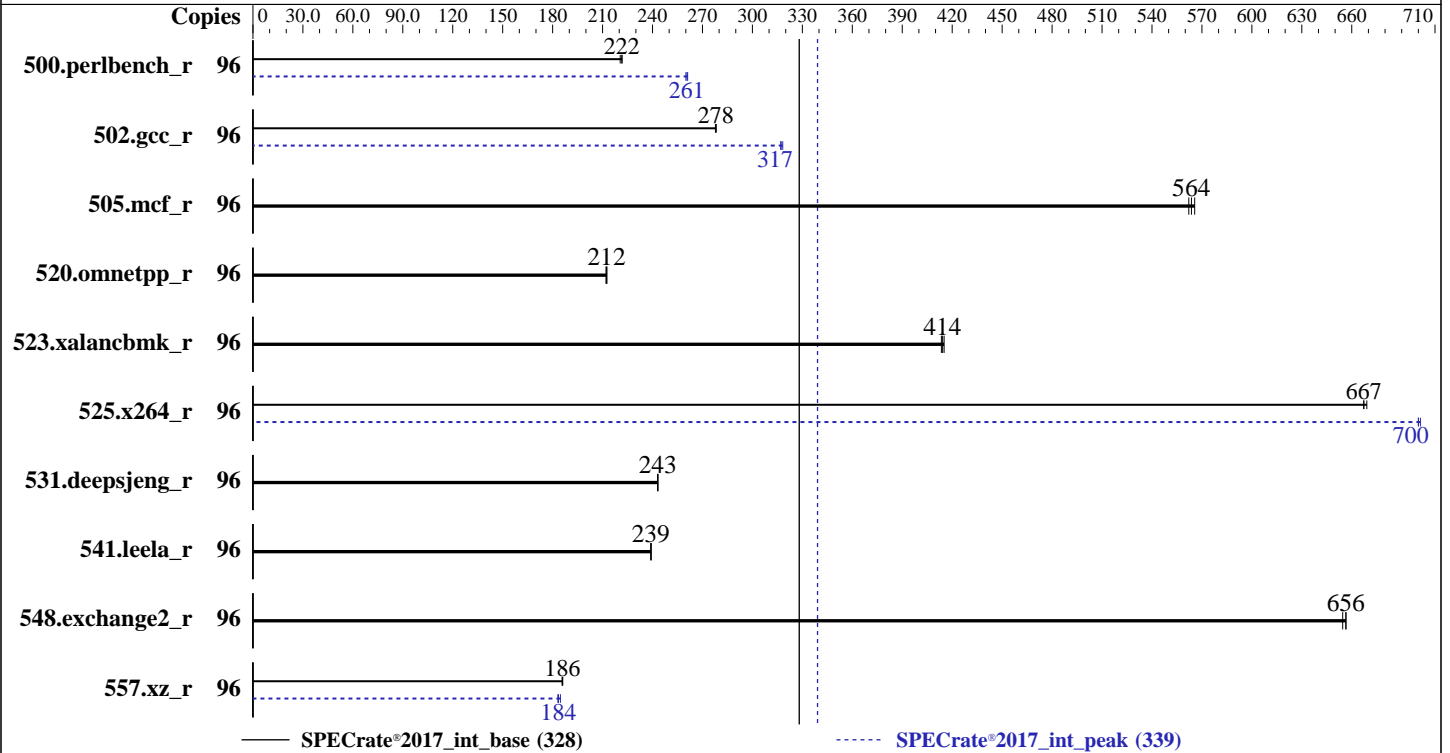 Copies 0 30.0 60.0 90.0 120 150 180 210 240 270 300 330 360 390 420 450 480 510 540 570 600 630 660 710
222
500.perlbench_r 96
261
278
502.gcc_r 96
317
564
505.mcf_r 96
212
520.omnetpp_r 96
414
523.xalancbmk_r 96
667
525.x264_r 96
700
243
531.deepsjeng_r 96
239
541.leela_r 96
656
548.exchange2_r 96
186
557.xz_r 96
184
SPECrate®2017_int_base (328) SPECrate®2017_int_peak (339)